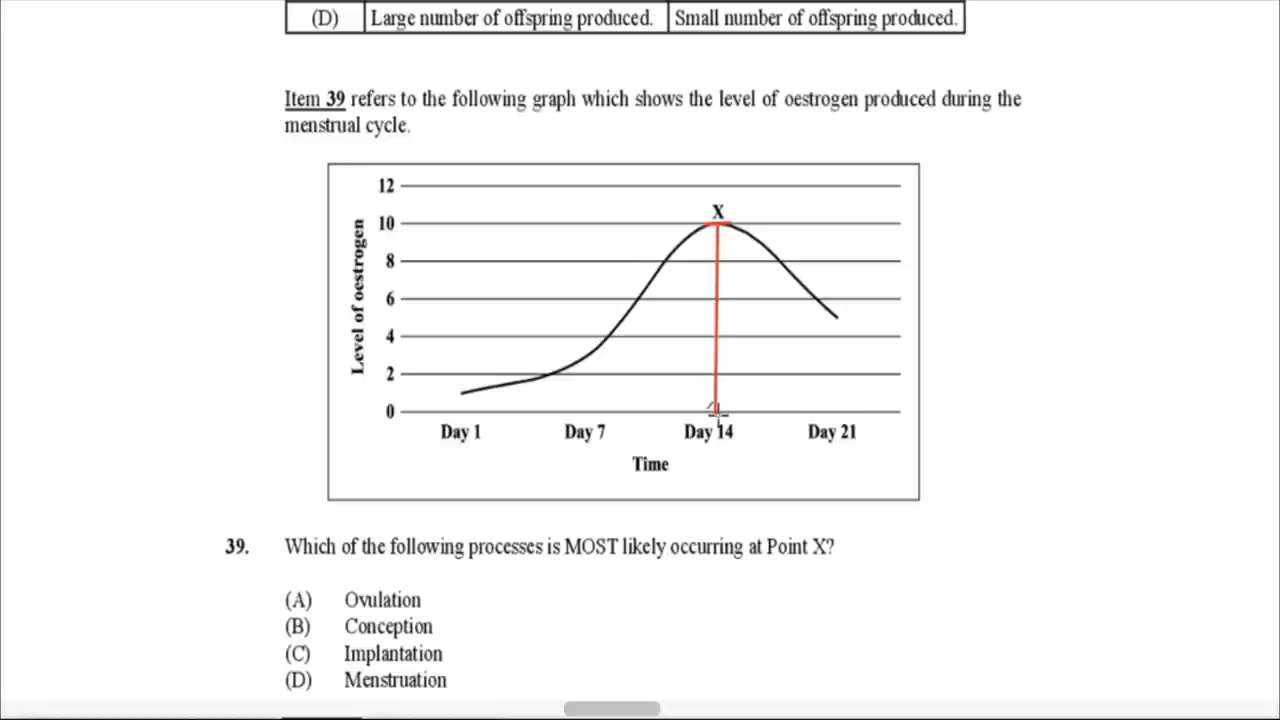 (D) Large number of offspring produced. Small number of offspring produced.
Item 39 refers to the following graph which shows the level of oestrogen produced during the
menstrual cycle.
12
X
10
8
6
4
2
0
Level of oestrogen
Day 1 Day 7 Day 14 Day 21
Time
39. Which of the following processes is MOST likely occurring at Point X?
(A) Ovulation
(B) Conception
(C) Implantation
(D) Menstruation